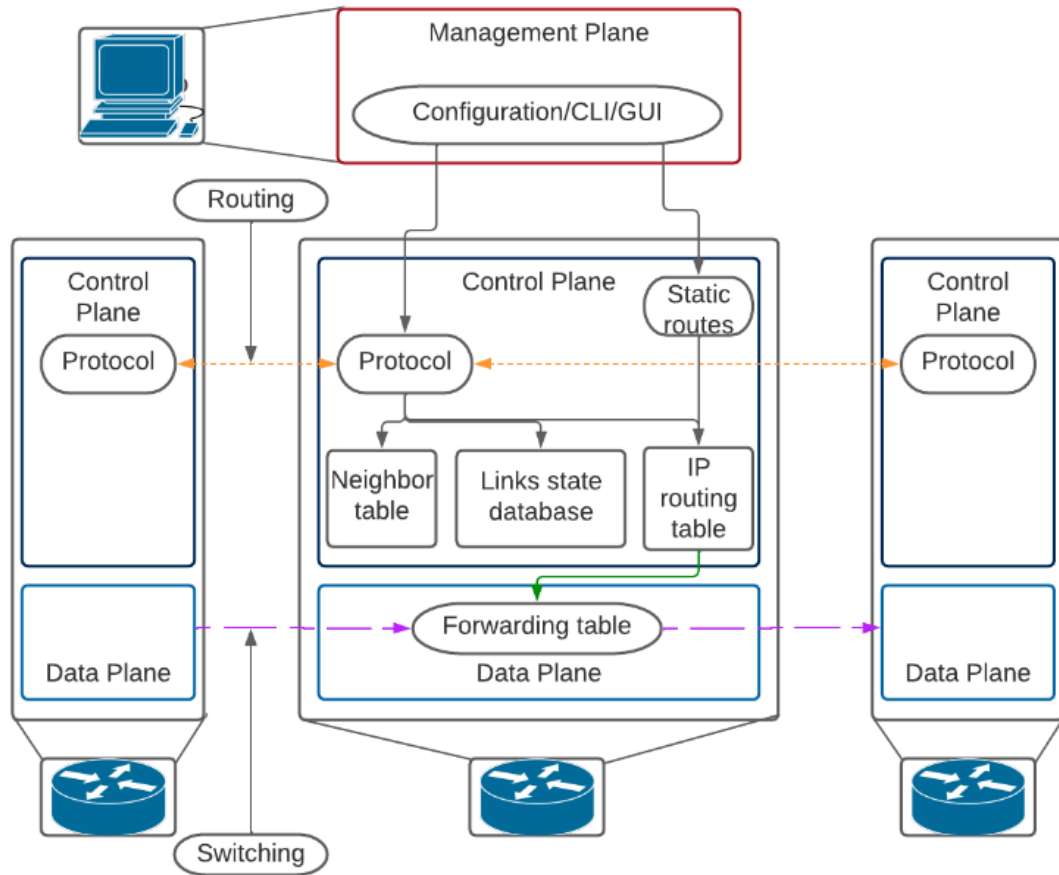 Management Plane
Configuration/CLI/GUI
Routing
Control
Plane
Protocol
Control Plane
Static
routes
Protocol
Neighbor
table
Links state
database
IP
routing
table
Control
Plane
Protocol
Data Plane
Forwarding table
Data Plane
Data Plane
Switching